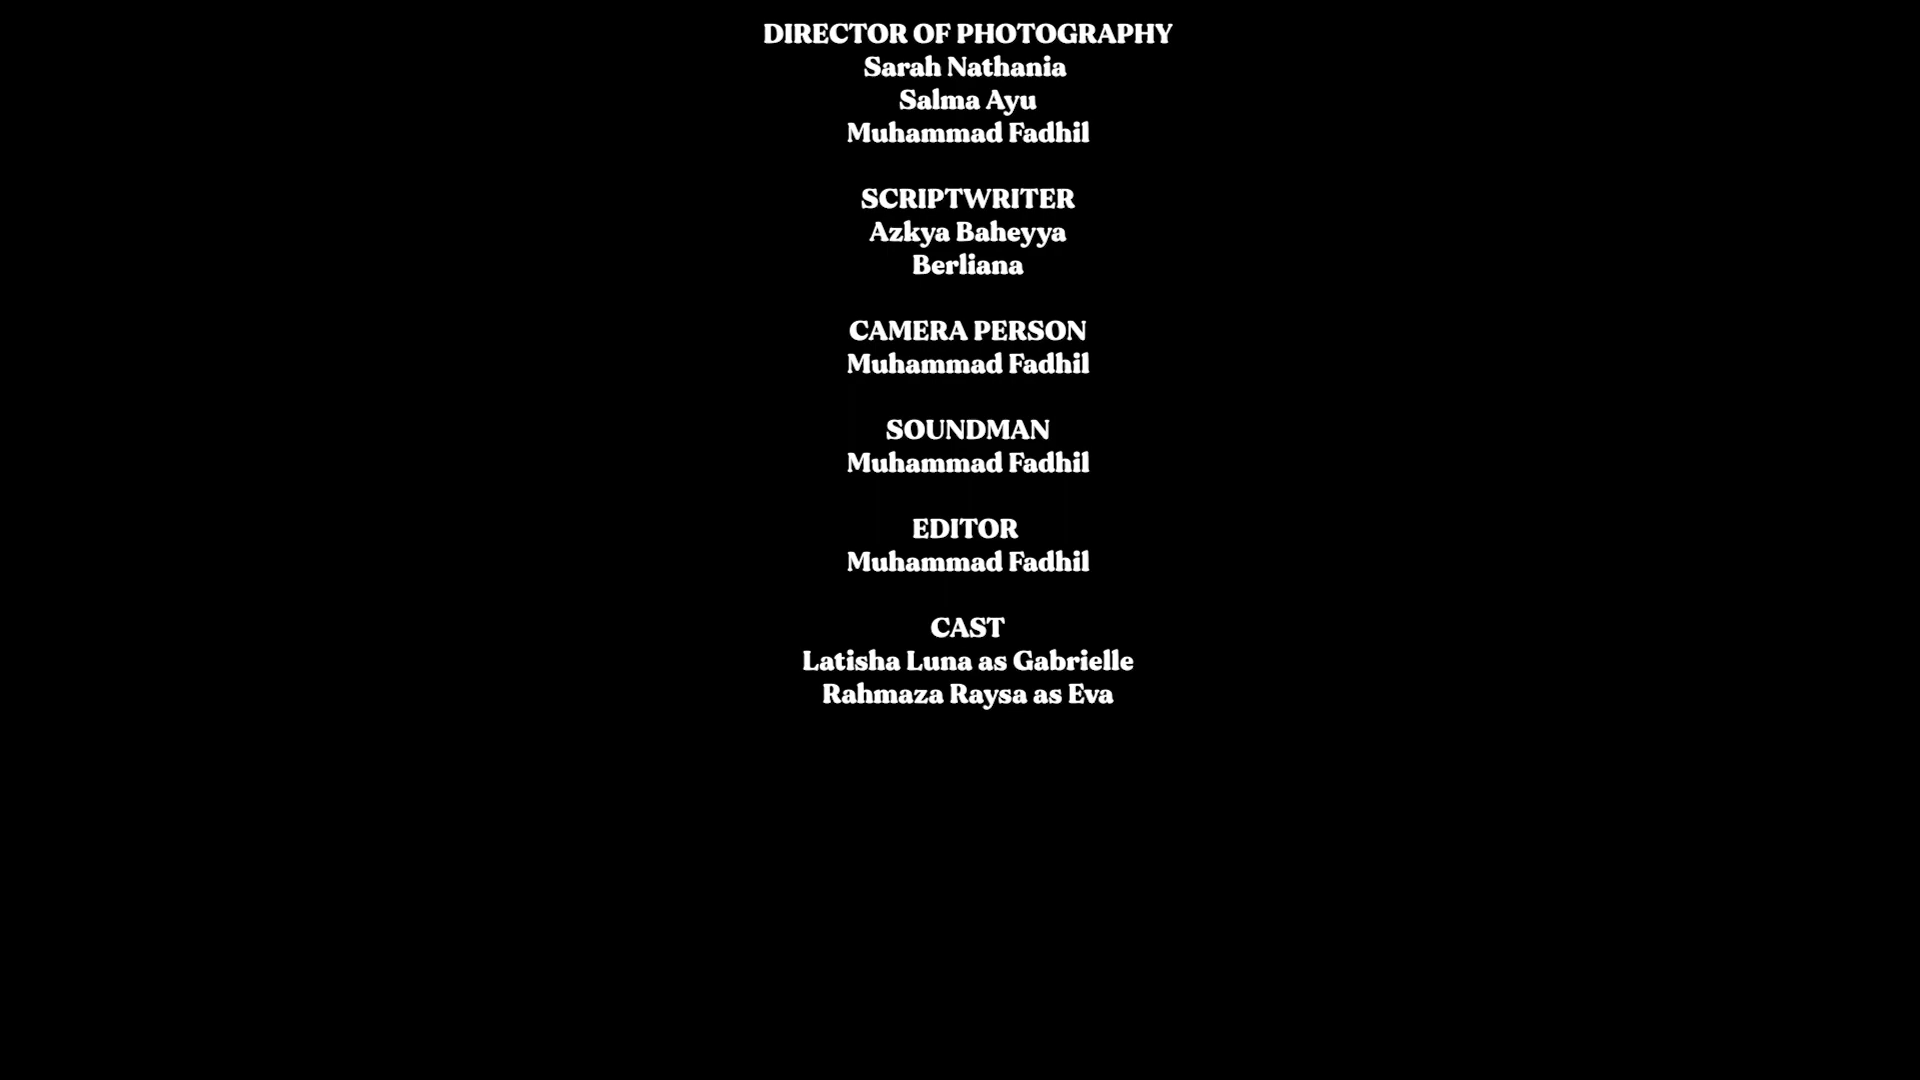 DIRECTOR OF PHOTOGRAPHY
Sarah Nathania
Salma Ayu
Muhammad Fadhil
SCRIPTWRITER
Azkya Baheyya
Berliana
CAMERA PERSON
Muhammad Fadhil
SOUNDMAN
Muhammad Fadhil
EDITOR
Muhammad Fadhil
CAST
Latisha Luna as Gabrielle
Rahmaza Raysa as Eva